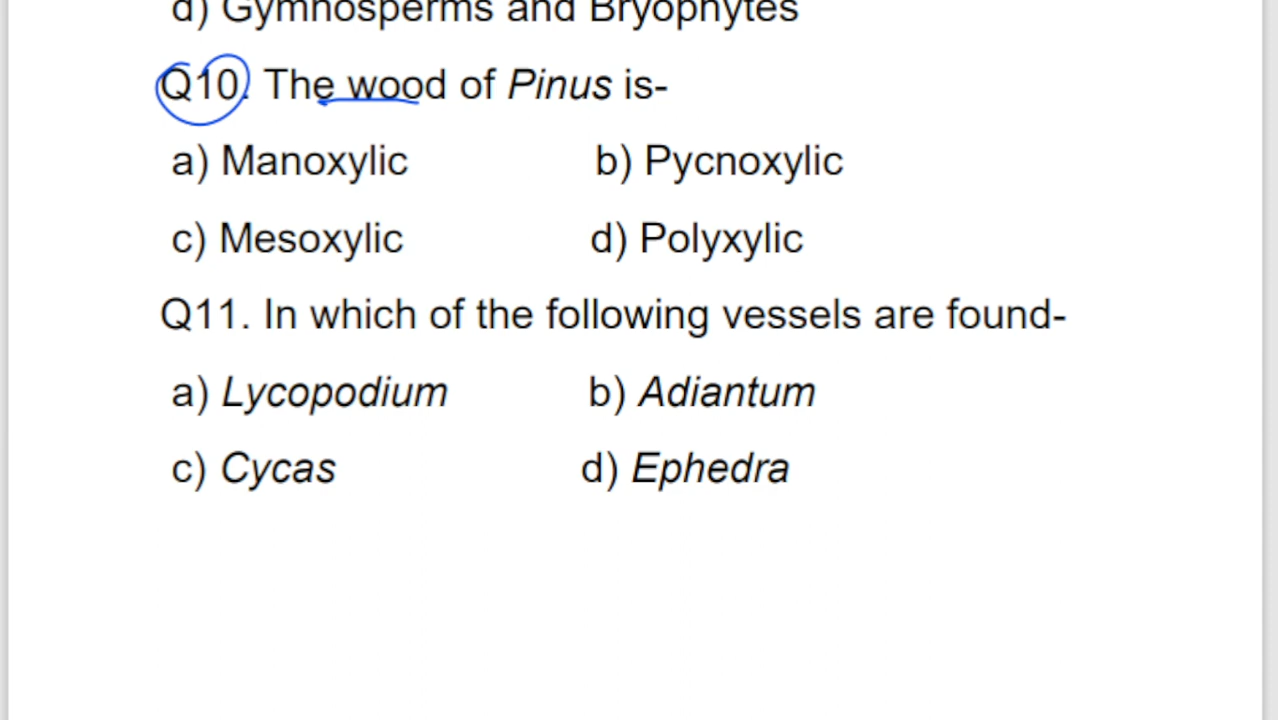 d) Gymnosperms and Bryophytes
Q10. The wood of Pinus is-
a) Manoxylic b) Pycnoxylic
c) Mesoxylic d) Polyxylic
Q11. In which of the following vessels are found-
a) Lycopodium b) Adiantum
c) Cycas d) Ephedra